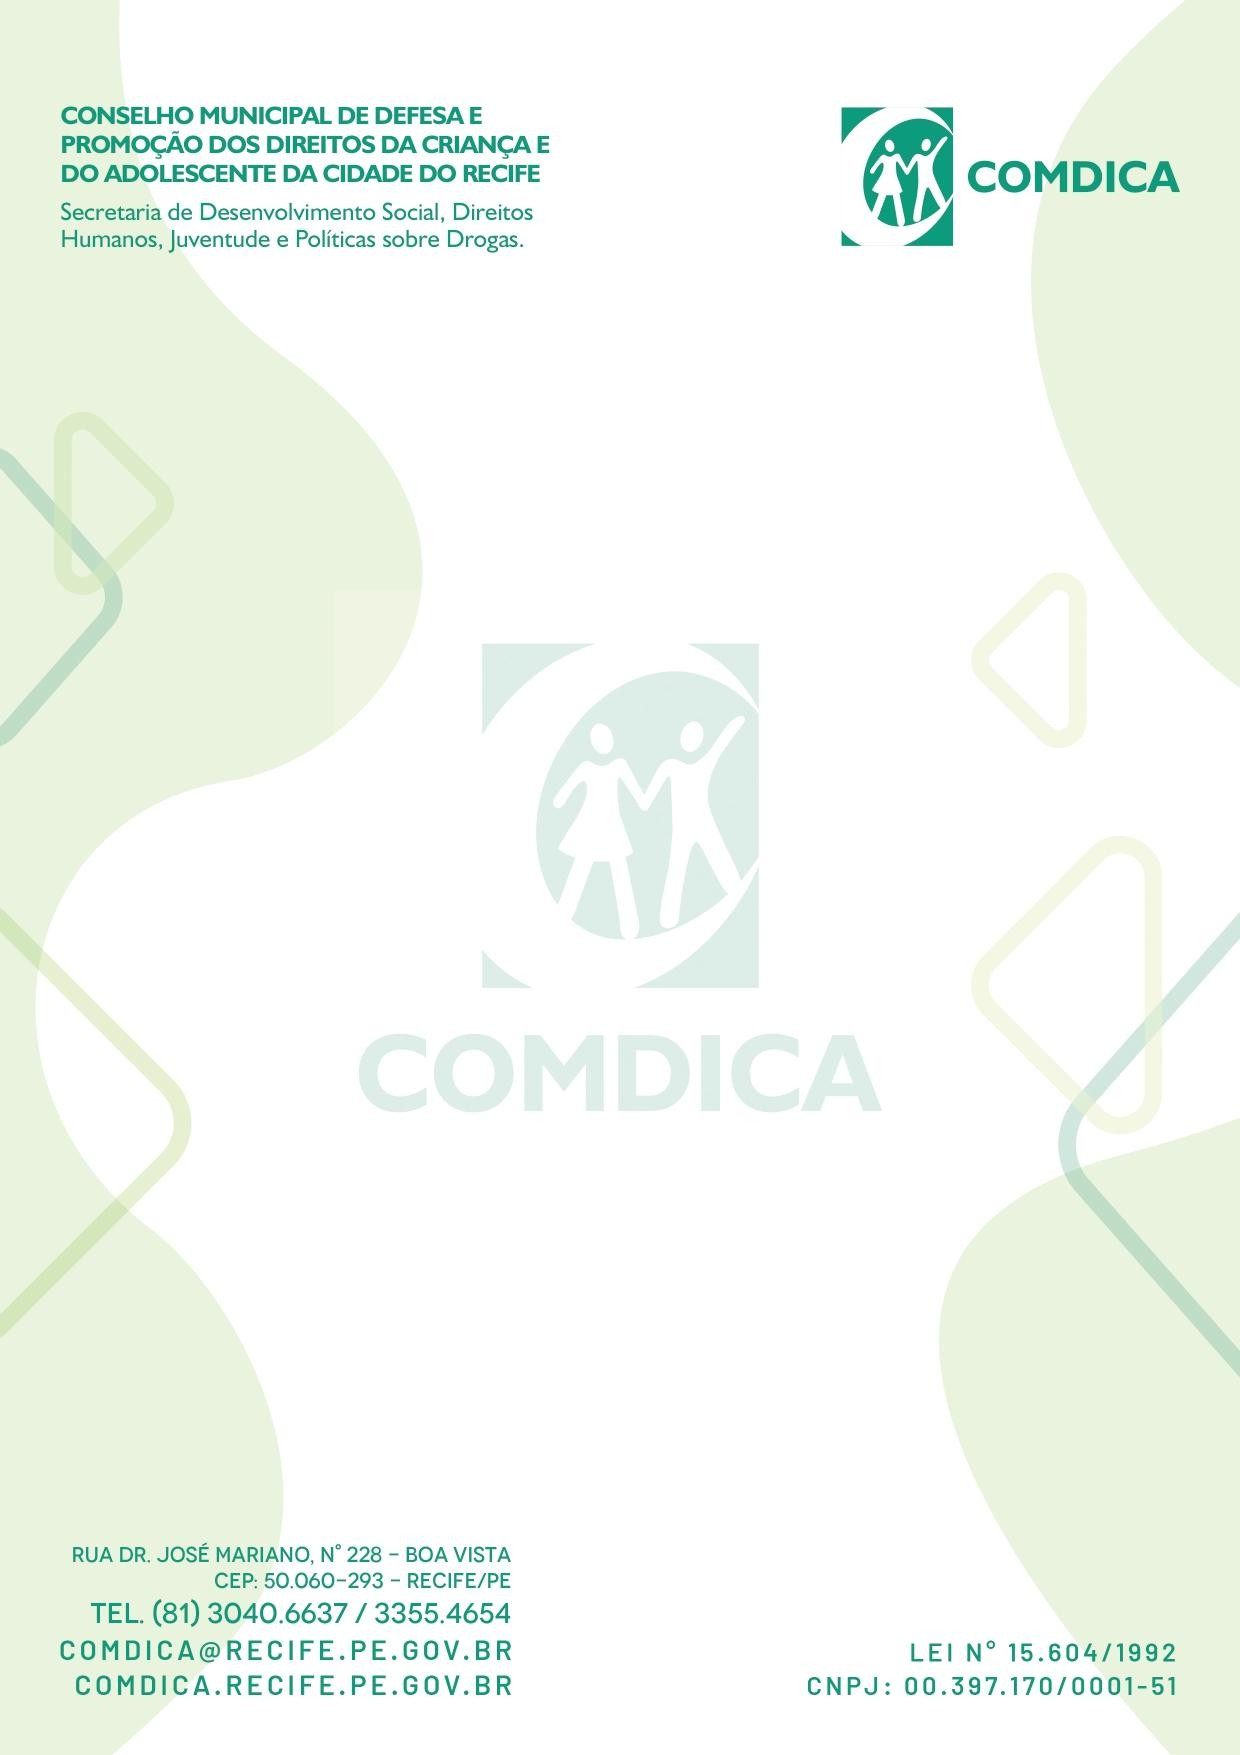 CONSELHO MUNICIPAL DE DEFESA E
PROMOÇÃO DOS DIREITOS DA CRIANÇA E
DO ADOLESCENTE DA CIDADE DO RECIFE
Secretaria de Desenvolvimento Social, Direitos
Humanos, Juventude e Políticas sobre Drogas.
COMDICA
COMDICA
RUA DR. JOSÉ MARIANO, N° 228 - BOA VISTA
CEP: 50.060-293 - RECIFE/PE
TEL. (81) 3040.6637 / 3355.4654
COMDICA@RECIFE.PE.GOV.BR
COMDICA.RECIFE.PE.GOV.BR
LEI N° 15.604/1992
CNPJ: 00.397.170/0001-51